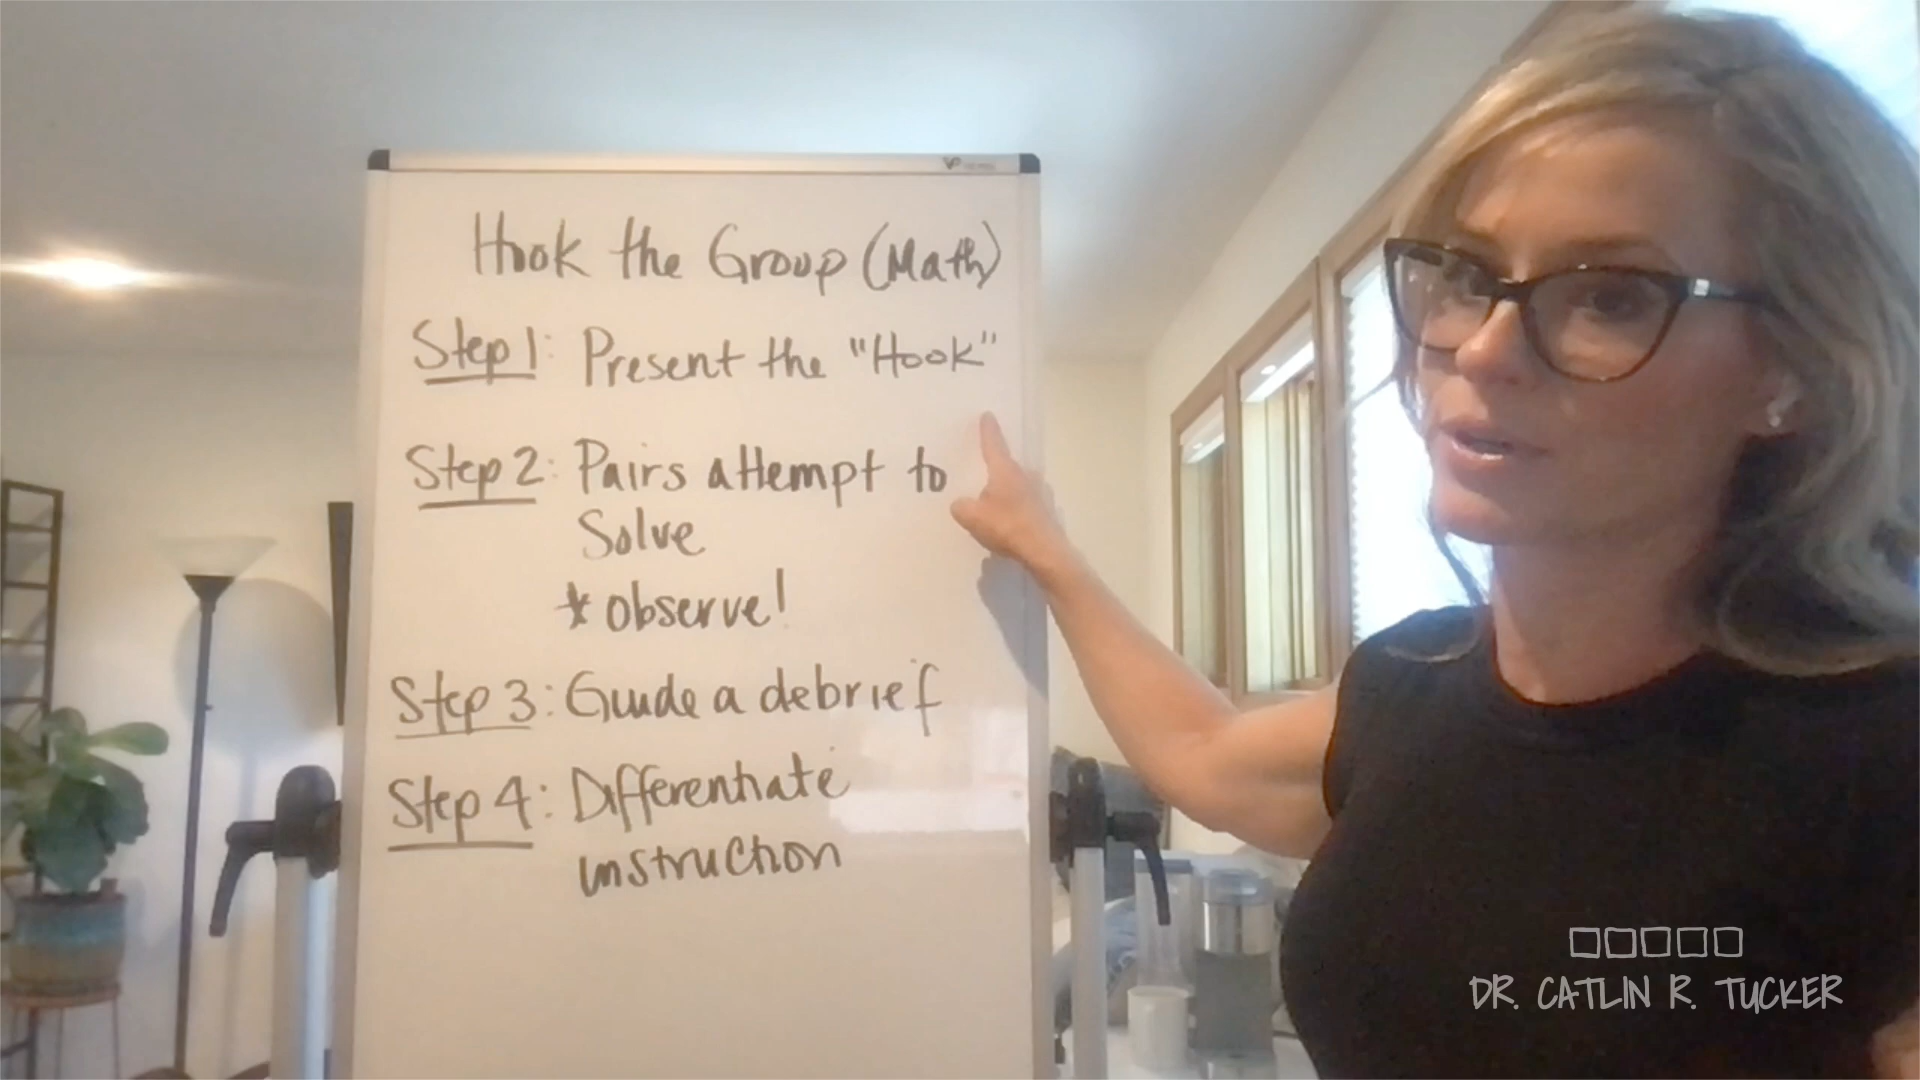 Hook the Group (Math)
Step 1: Present the "Hook"
Step 2: Pairs attempt to
Solve
* observe!
Step 3: Guide a debrief
Step 4: Differentiate
instruction
DR. CATLIN R. TUCKER